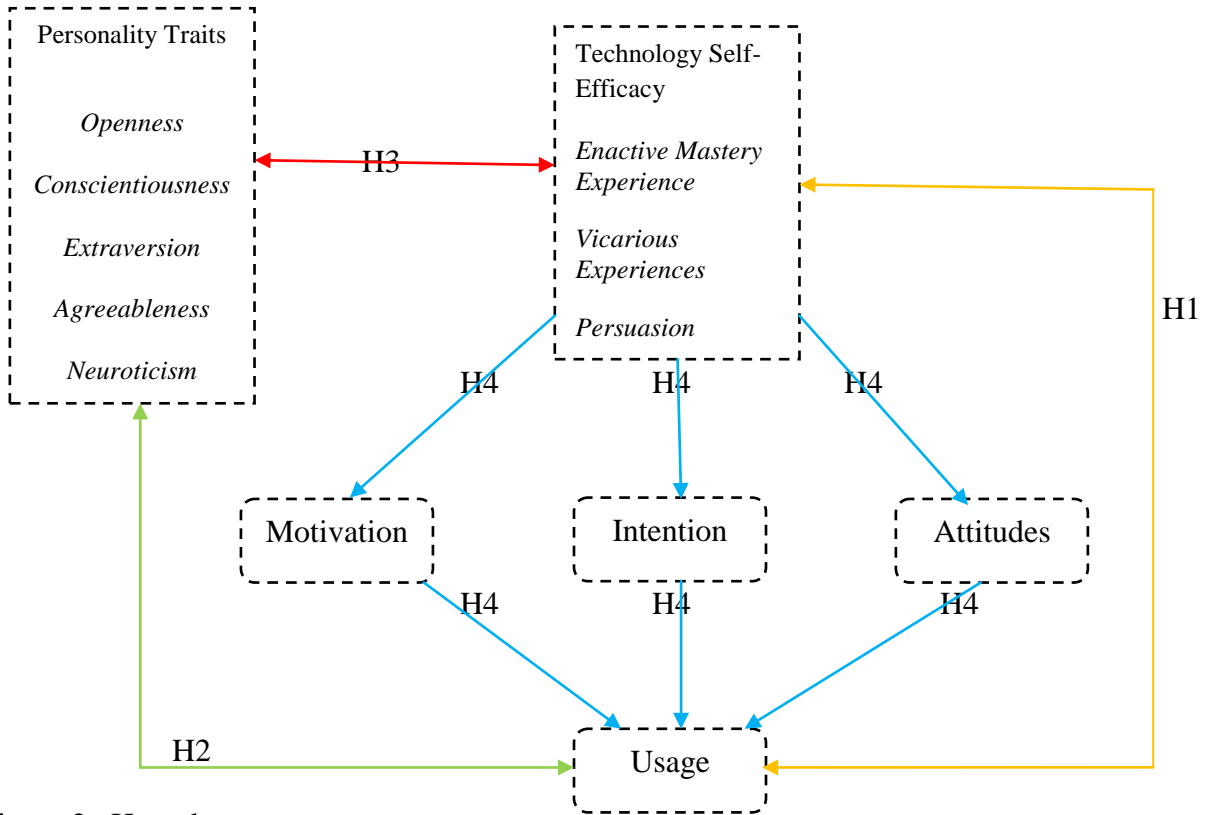 Personality Traits
Openness
Conscientiousness
Extraversion
Agreeableness
Neuroticism
Technology Self-
Efficacy
Enactive Mastery
Experience
Vicarious
Experiences
Persuasion
H3
H1
H4
H4
H4
Motivation
Intention
Attitudes
H4
H4
H4
H2
Usage